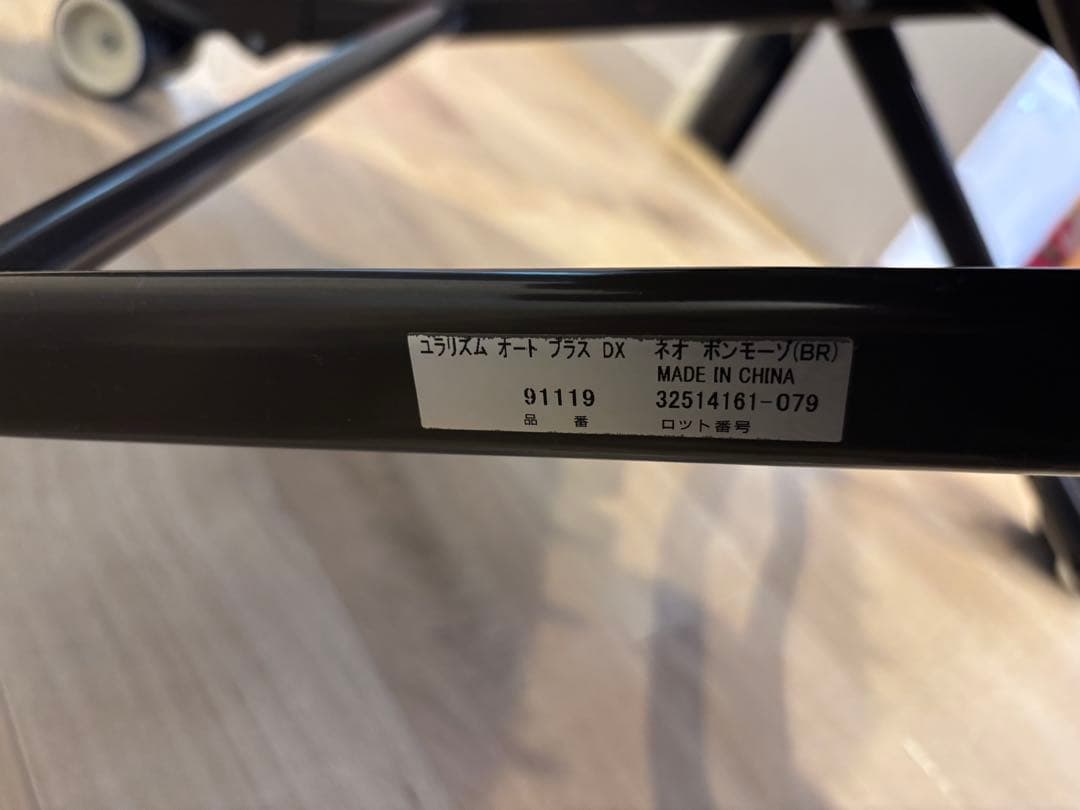 ユラリズム オート プラス DX ネオ ボンモーゾ(BR)
MADE IN CHINA
91119 32514161-079
品 番 ロット番号